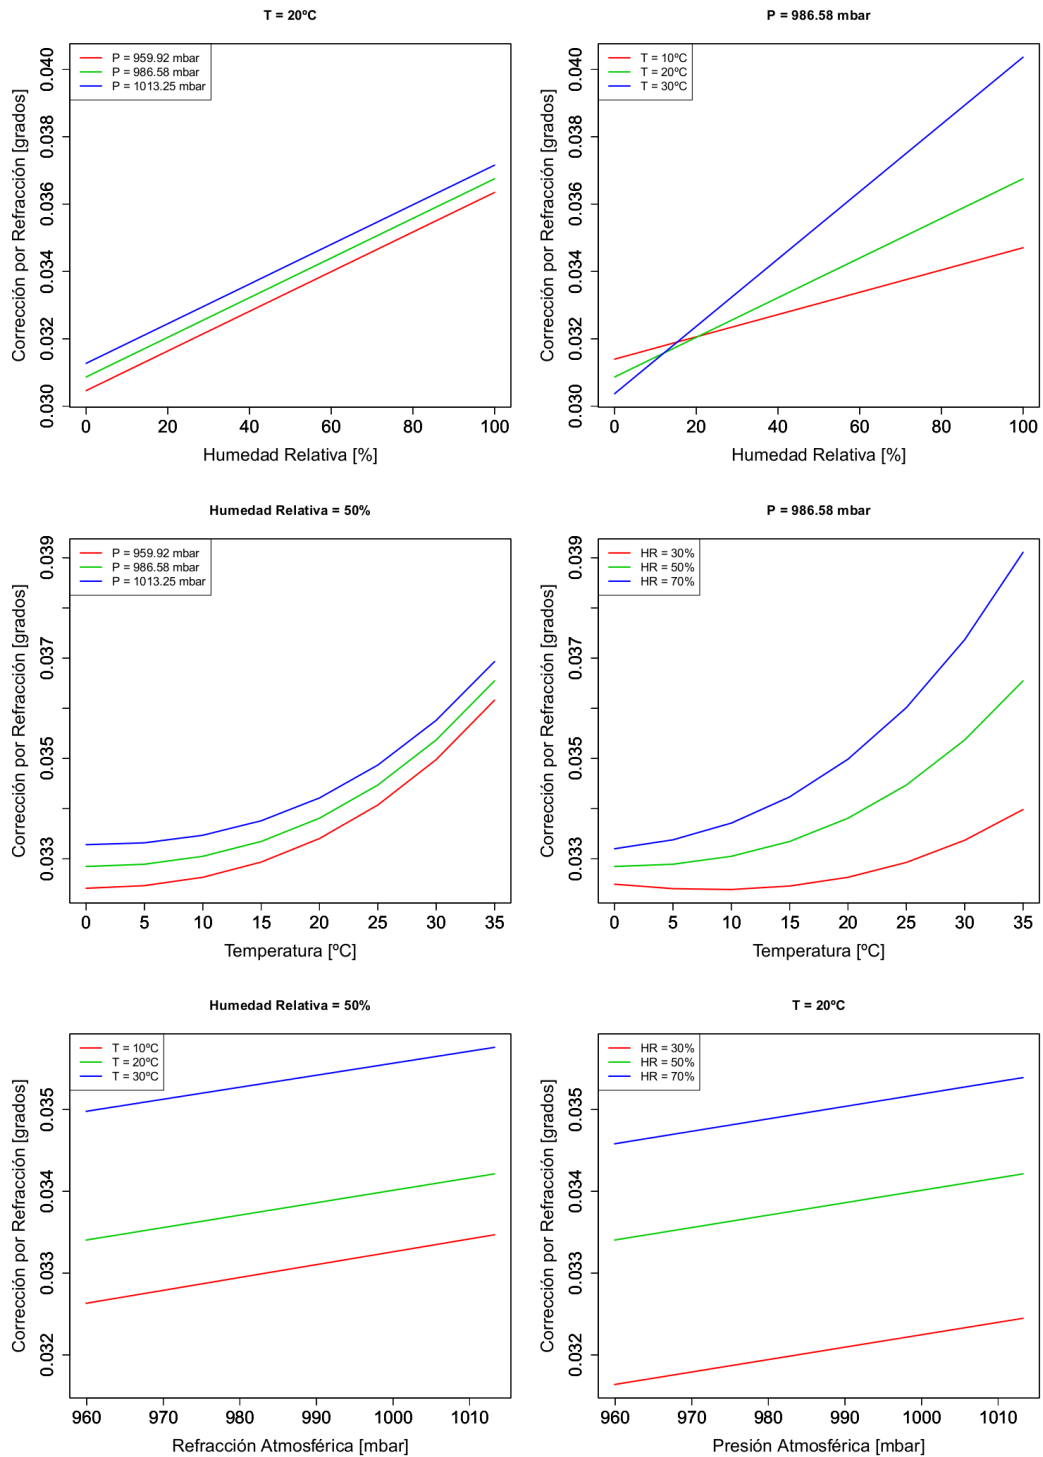 T = 20ºC
P = 959.92 mbar
P = 986.58 mbar
P = 1013.25 mbar
Corrección por Refracción [grados]
0.030 0.032 0.034 0.036 0.038 0.040
0 20 40 60 80 100
Humedad Relativa [%]
P = 986.58 mbar
T = 10ºC
T = 20ºC
T = 30ºC
Corrección por Refracción [grados]
0.030 0.032 0.034 0.036 0.038 0.040
0 20 40 60 80 100
Humedad Relativa [%]
Humedad Relativa = 50%
P = 959.92 mbar
P = 986.58 mbar
P = 1013.25 mbar
Corrección por Refracción [grados]
0.033 0.035 0.037 0.039
0 5 10 15 20 25 30 35
Temperatura [ºC]
P = 986.58 mbar
HR = 30%
HR = 50%
HR = 70%
Corrección por Refracción [grados]
0.033 0.035 0.037 0.039
0 5 10 15 20 25 30 35
Temperatura [ºC]
Humedad Relativa = 50%
T = 10ºC
T = 20ºC
T = 30ºC
Corrección por Refracción [grados]
0.032 0.033 0.034 0.035
960 970 980 990 1000 1010
Refracción Atmosférica [mbar]
T = 20ºC
HR = 30%
HR = 50%
HR = 70%
Corrección por Refracción [grados]
0.032 0.033 0.034 0.035
960 970 980 990 1000 1010
Presión Atmosférica [mbar]